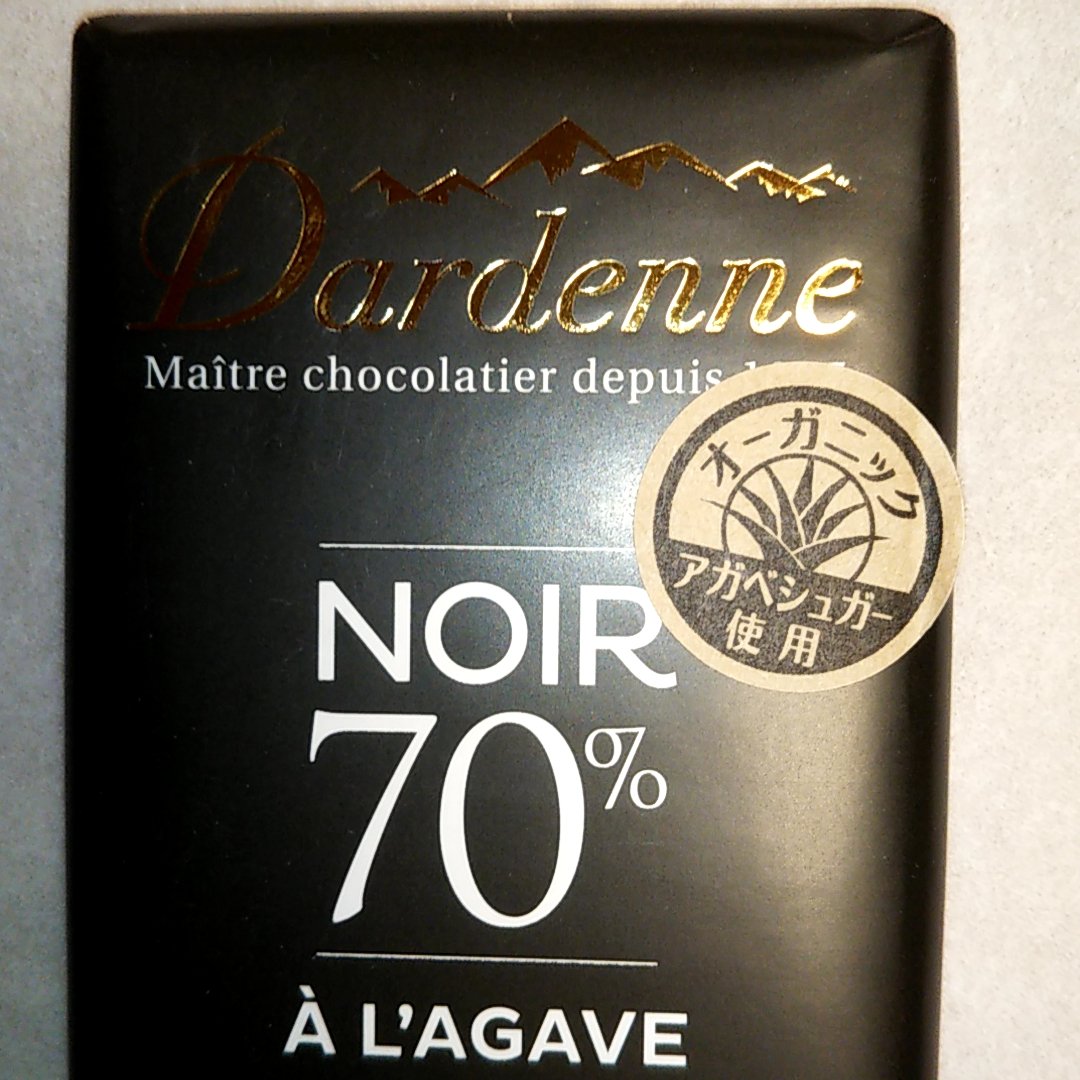 Dardenne
Maître chocolatier depuis
オーガニック
アガベシュガー
使用
NOIR
70%
À L'AGAVE